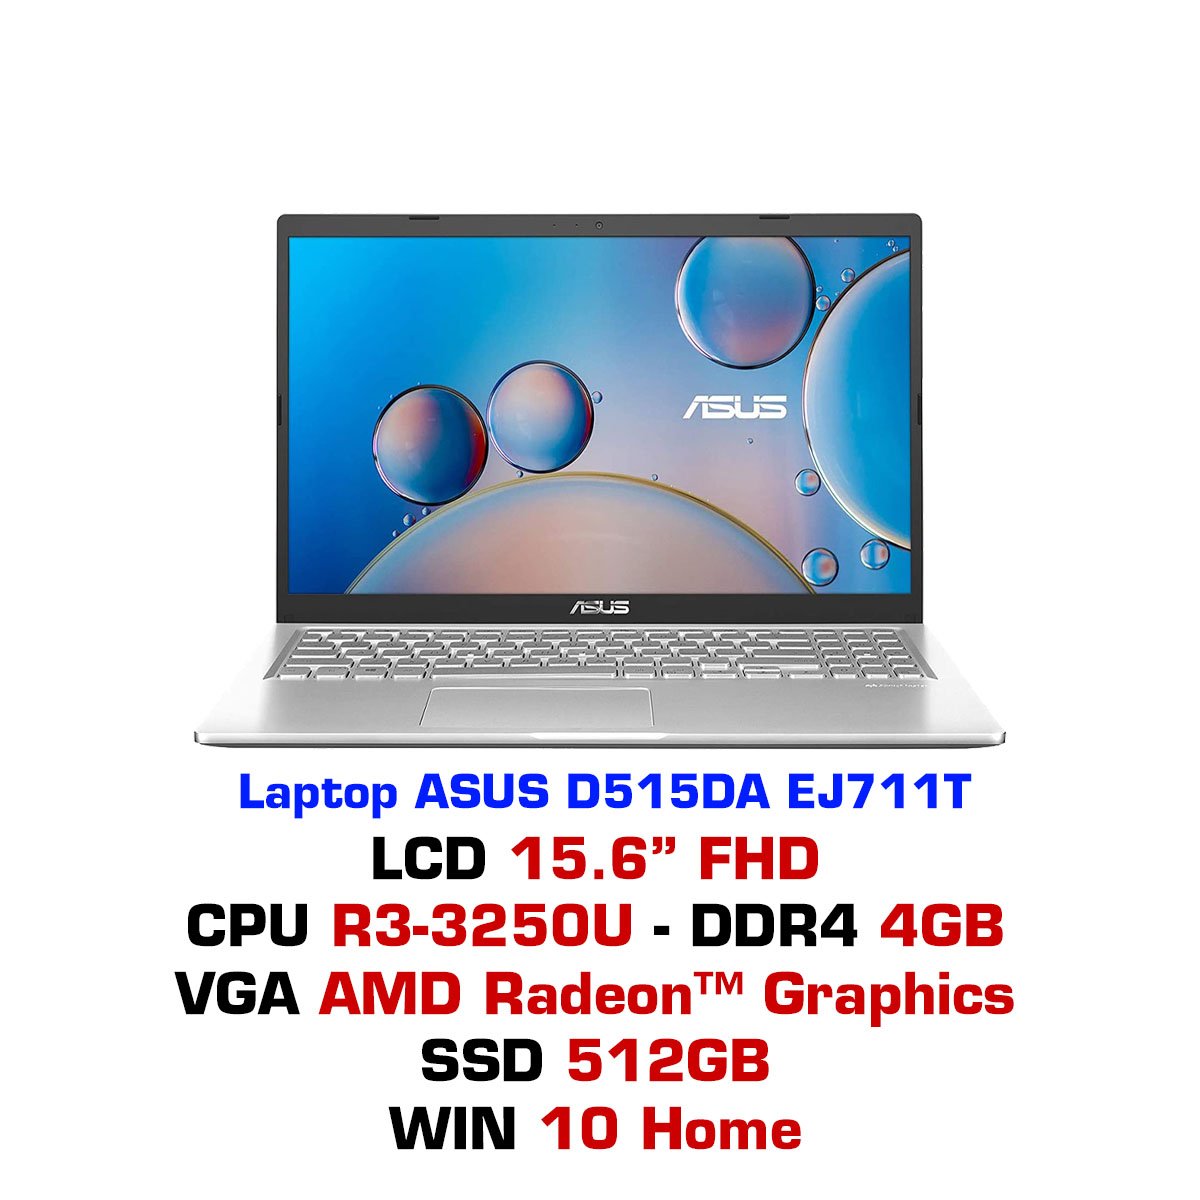 ASUS
ASUS
Laptop ASUS D515DA EJ711T
LCD 15.6” FHD
CPU R3-3250U - DDR4 4GB
VGA AMD Radeon™ Graphics
SSD 512GB
WIN 10 Home